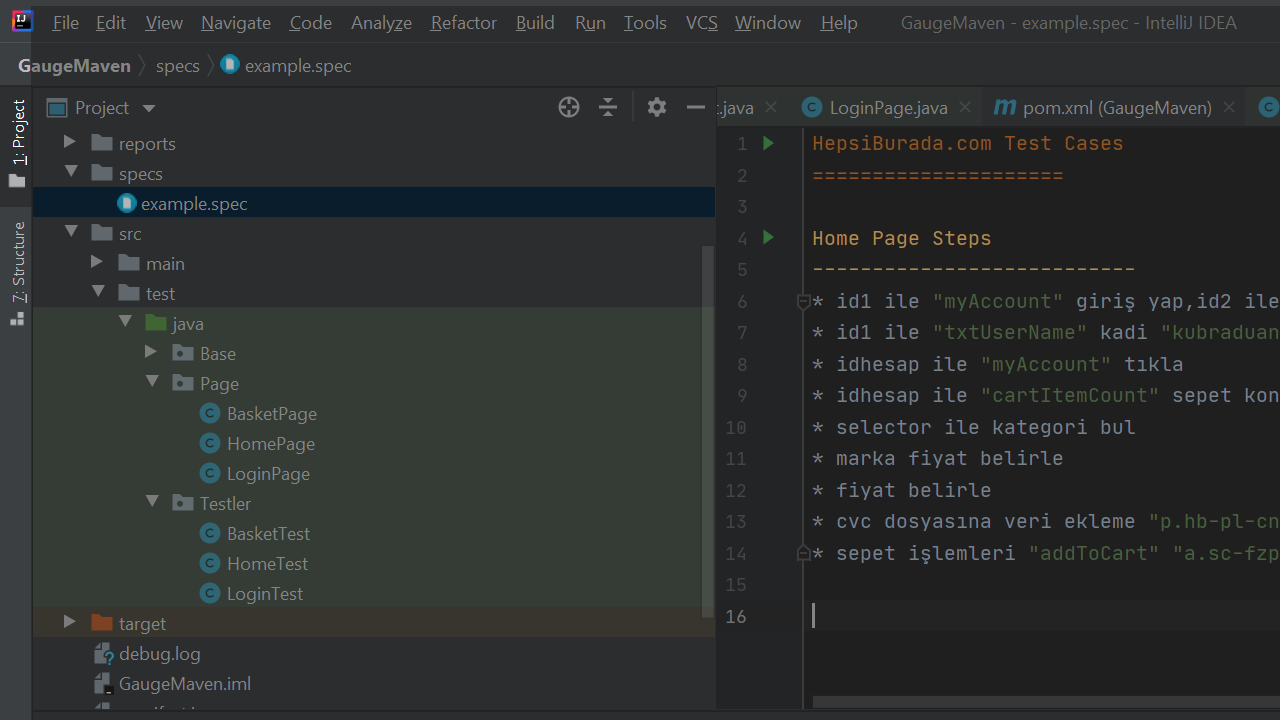 File Edit View Navigate Code Analyze Refactor Build Run Tools VCS Window Help GaugeMaven - example.spec - IntelliJ IDEA
GaugeMaven specs example.spec
1: Project
7: Structure
Project
reports
specs
example.spec
src
main
test
java
Base
Page
BasketPage
HomePage
LoginPage
Testler
BasketTest
HomeTest
LoginTest
target
debug.log
GaugeMaven.iml
.java LoginPage.java pom.xml (GaugeMaven)
1 HepsiBurada.com Test Cases
2 =====================
3
4 Home Page Steps
5 ---------------------------
6 * id1 ile "myAccount" giriş yap,id2 ile
7 * id1 ile "txtUserName" kadi "kubraduan
8 * idhesap ile "myAccount" tıkla
9 * idhesap ile "cartItemCount" sepet kon
10 * selector ile kategori bul
11 * marka fiyat belirle
12 * fiyat belirle
13 * cvc dosyasına veri ekleme "p.hb-pl-cn
14 * sepet işlemleri "addToCart" "a.sc-fzp
15
16